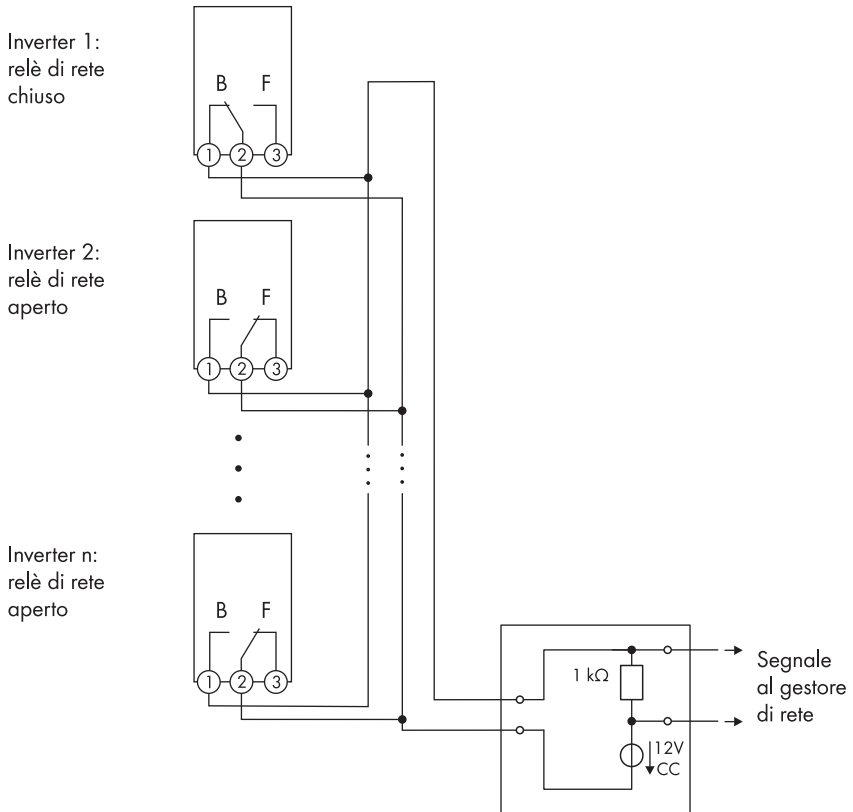 Inverter 1:
relè di rete
chiuso
B F
1 2 3
Inverter 2:
relè di rete
aperto
B F
1 2 3
Inverter n:
relè di rete
aperto
B F
1 2 3
1 kΩ
12V
CC
Segnale
al gestore
di rete